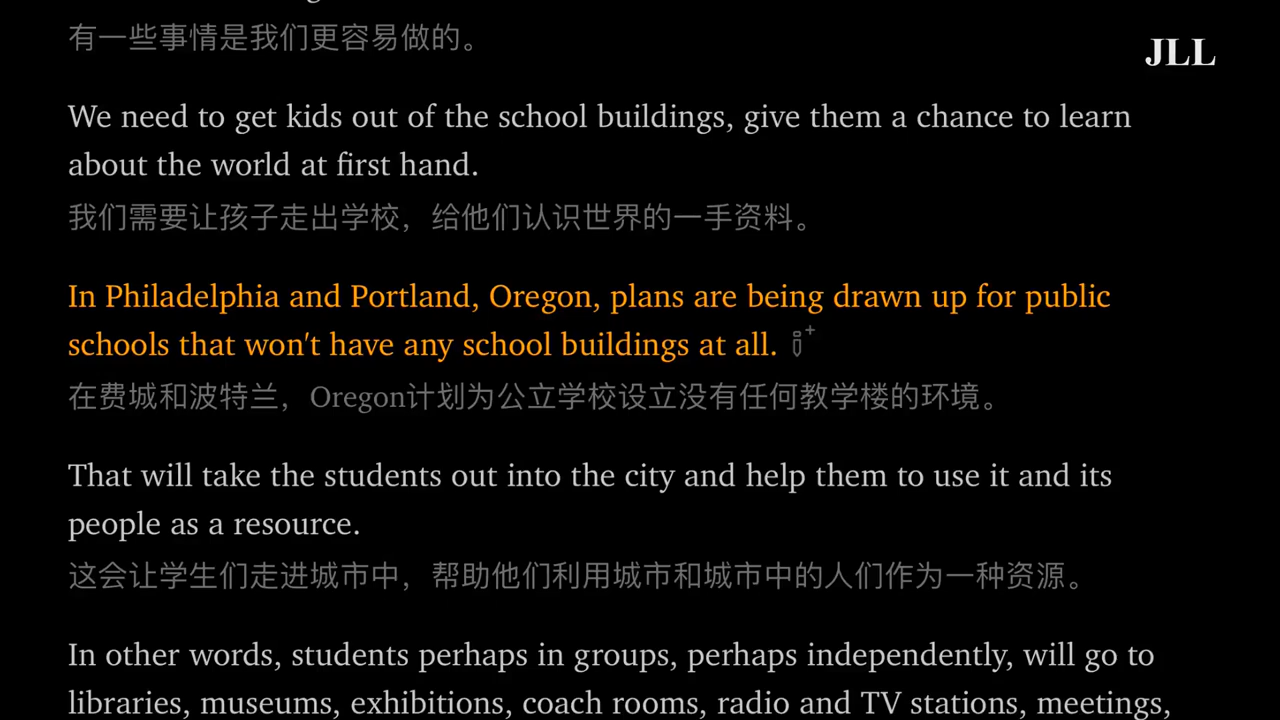 有一些事情是我们更容易做的。
JLL
We need to get kids out of the school buildings, give them a chance to learn
about the world at first hand.
我们需要让孩子走出学校，给他们认识世界的一手资料。
In Philadelphia and Portland, Oregon, plans are being drawn up for public
schools that won't have any school buildings at all.
在费城和波特兰，Oregon计划为公立学校设立没有任何教学楼的环境。
That will take the students out into the city and help them to use it and its
people as a resource.
这会让学生们走进城市中，帮助他们利用城市和城市中的人们作为一种资源。
In other words, students perhaps in groups, perhaps independently, will go to
libraries, museums, exhibitions, coach rooms, radio and TV stations, meetings,